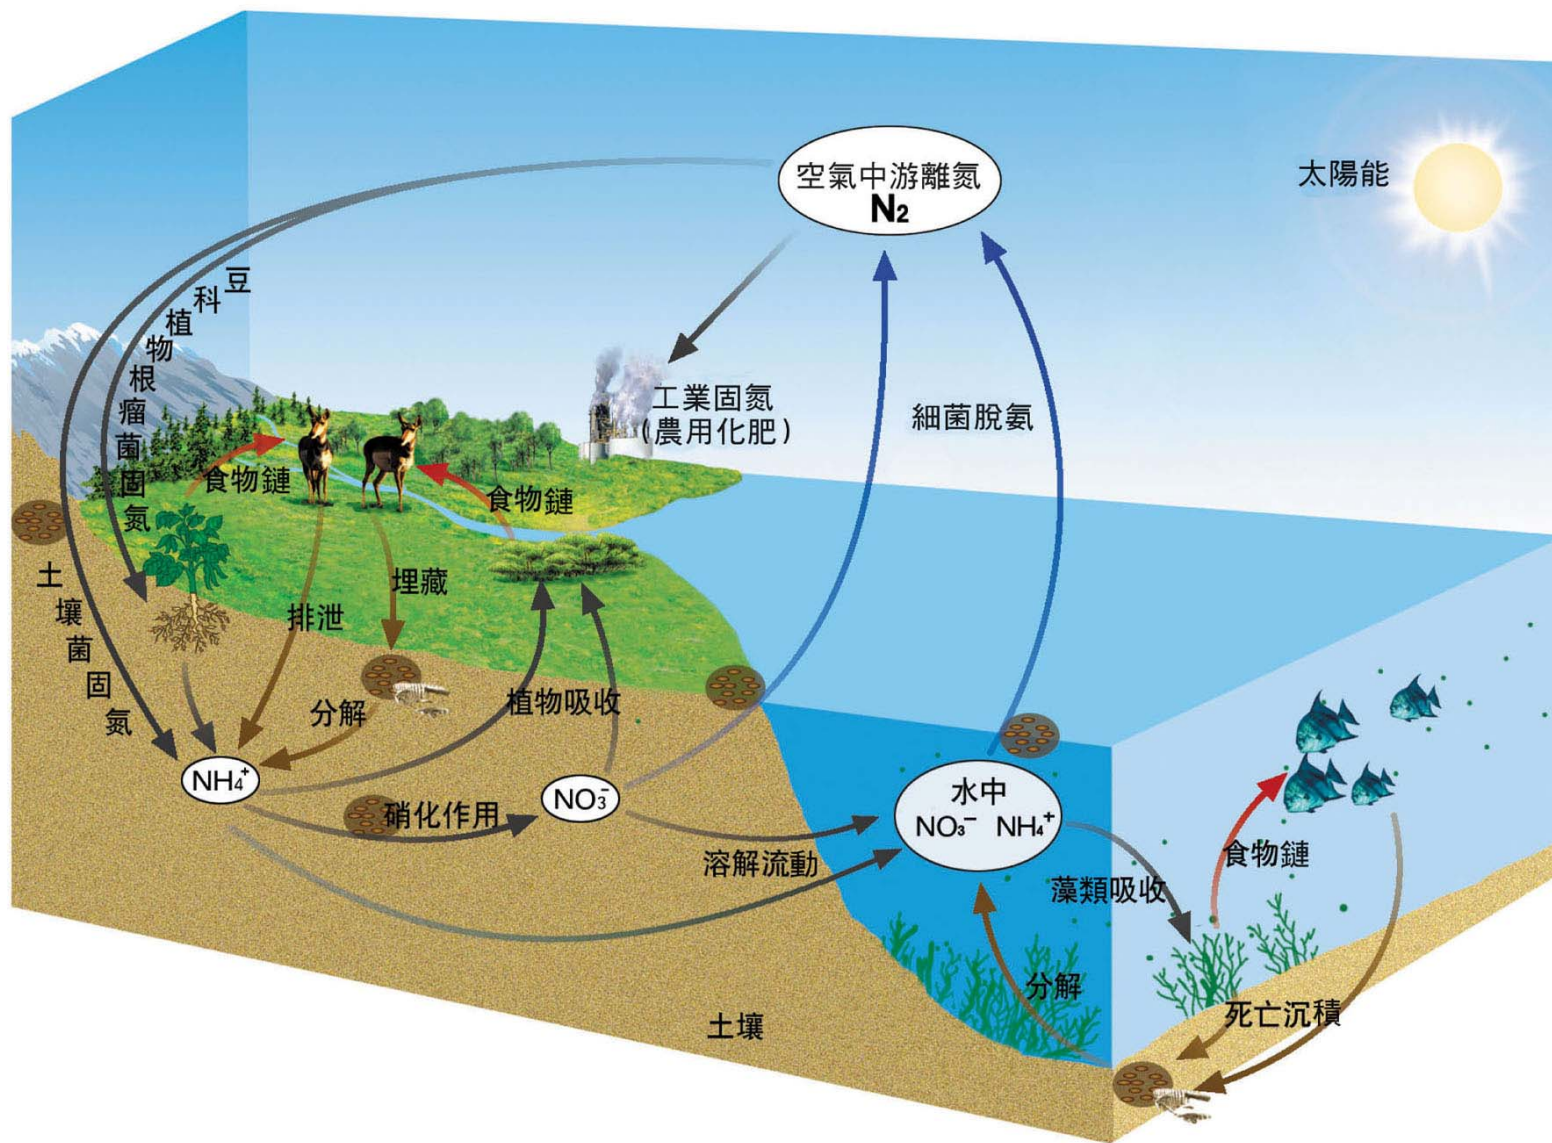 空氣中游離氮
N₂
太陽能
豆科植物根瘤菌固氮
工業固氮
(農用化肥)
細菌脫氨
食物鏈
食物鏈
土壤菌固氮
埋藏
排泄
分解
植物吸收
NH₄⁺
硝化作用
NO₃⁻
水中
NO₃⁻ NH₄⁺
溶解流動
藻類吸收
食物鏈
分解
死亡沉積
土壤